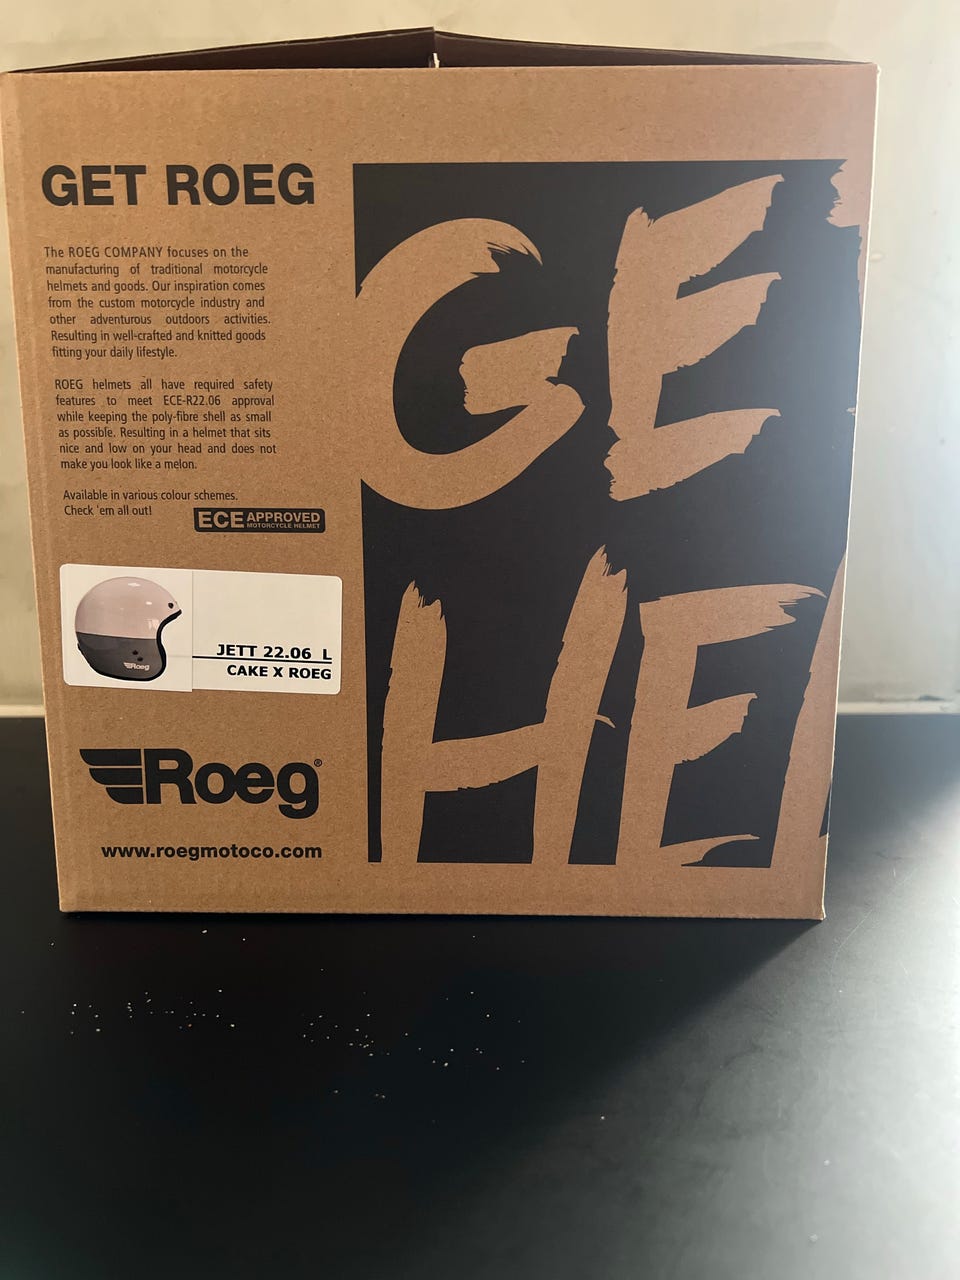 GET ROEG
The ROEG COMPANY focuses on the
manufacturing of traditional motorcycle
helmets and goods. Our inspiration comes
from the custom motorcycle industry and
other adventurous outdoors activities.
Resulting in well-crafted and knitted goods
fitting your daily lifestyle.
ROEG helmets all have required safety
features to meet ECE-R22.06 approval
while keeping the poly-fibre shell as small
as possible. Resulting in a helmet that sits
nice and low on your head and does not
make you look like a melon.
Available in various colour schemes.
Check 'em all out!
ECE APPROVED
MOTORCYCLE HELMET
Roeg
JETT 22.06 L
CAKE X ROEG
Roeg®
www.roegmotoco.com
GE
HE